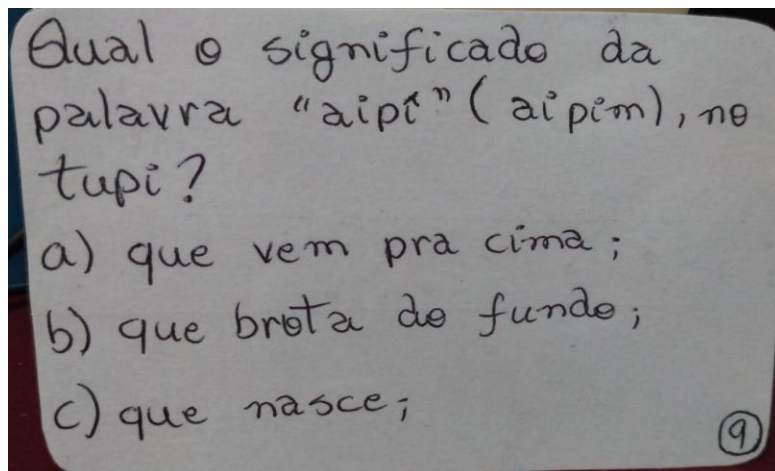 Qual o significado da
palavra "aipĩ" (aipim), no
tupi?
a) que vem pra cima;
b) que brota do fundo;
c) que nasce;
9